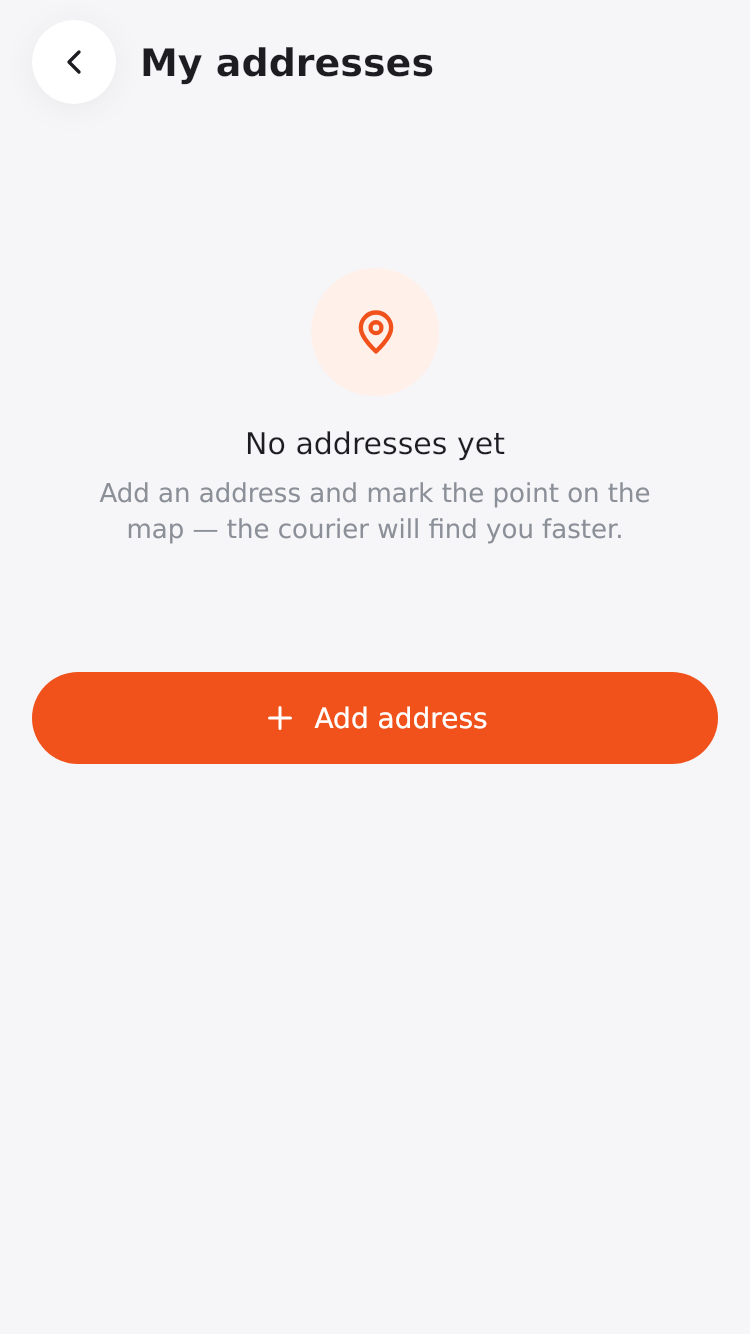 My addresses
No addresses yet
Add an address and mark the point on the
map — the courier will find you faster.
Add address